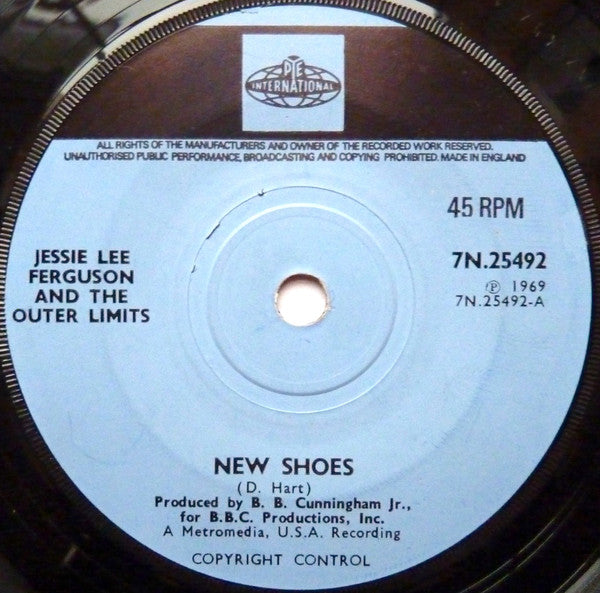 PYE
INTERNATIONAL
ALL RIGHTS OF THE MANUFACTURERS AND OWNER OF THE RECORDED WORK RESERVED.
UNAUTHORISED PUBLIC PERFORMANCE, BROADCASTING AND COPYING PROHIBITED. MADE IN ENGLAND
45 RPM
JESSIE LEE
FERGUSON
AND THE
OUTER LIMITS
7N.25492
Ⓟ 1969
7N.25492-A
NEW SHOES
(D. Hart)
Produced by B. B. Cunningham Jr.,
for B.B.C. Productions, Inc.
A Metromedia, U.S.A. Recording
COPYRIGHT CONTROL